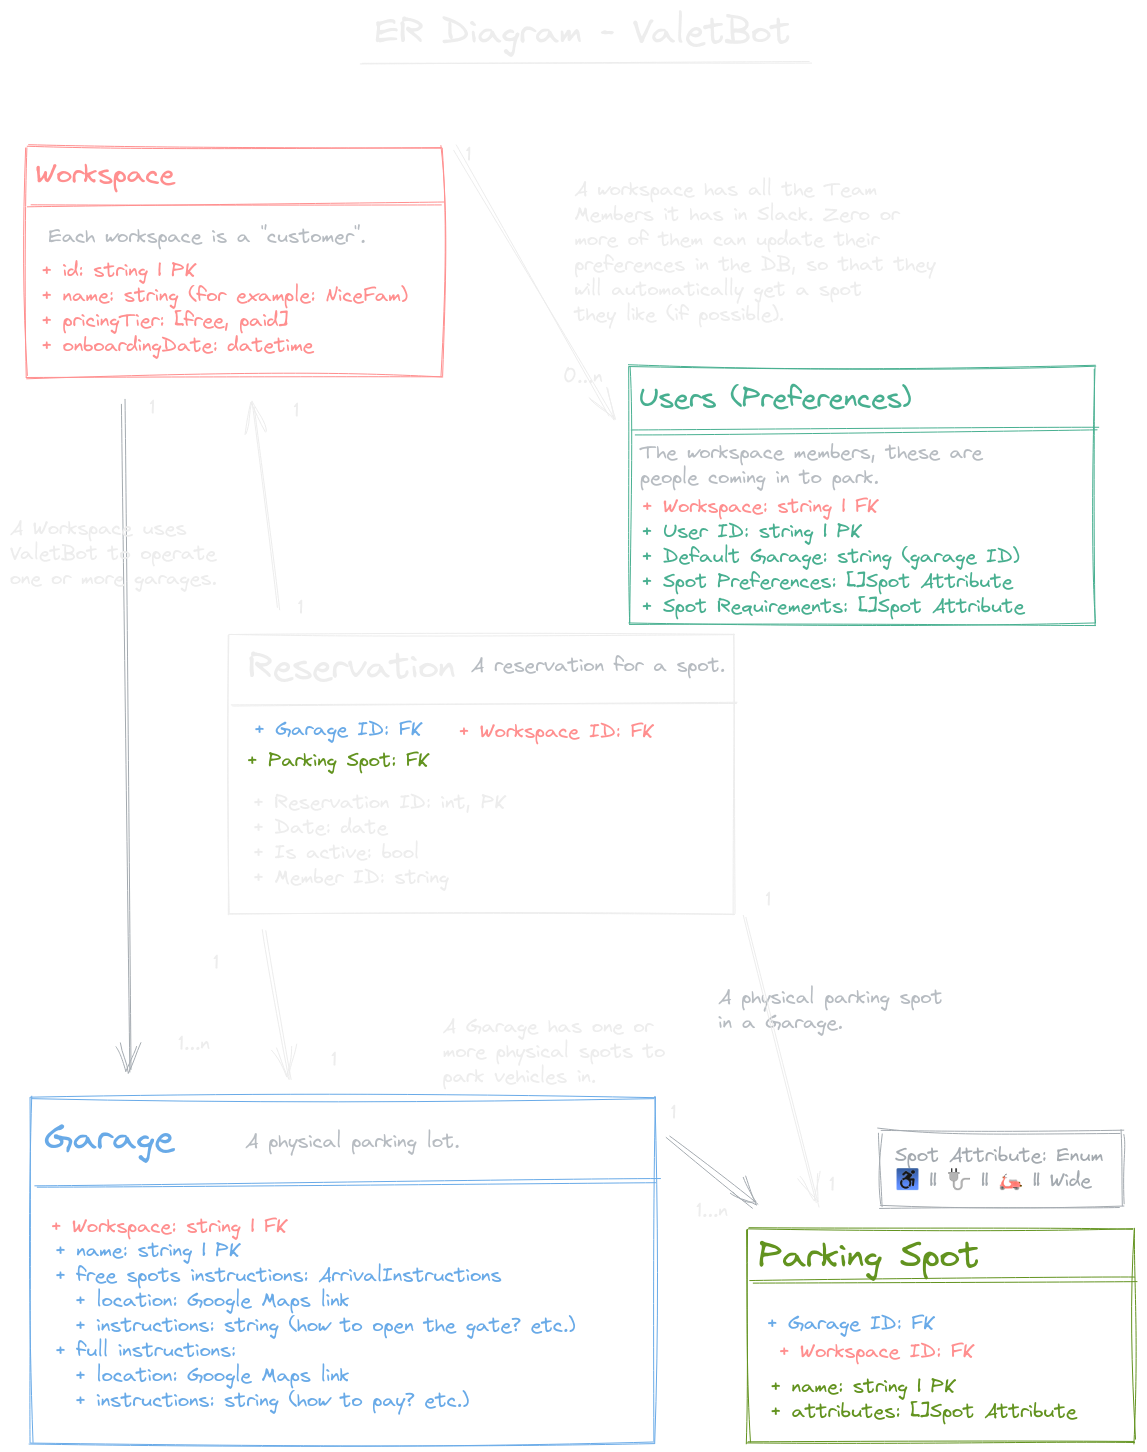 ER Diagram - ValetBot
Workspace
Each workspace is a "customer".
+ id: string | PK
+ name: string (for example: NiceFam)
+ pricingTier: [free, paid]
+ onboardingDate: datetime
1
A workspace has all the Team
Members it has in Slack. Zero or
more of them can update their
preferences in the DB, so that they
will automatically get a spot
they like (if possible).
0...n
Users (Preferences)
The workspace members, these are
people coming in to park.
+ Workspace: string | FK
+ User ID: string | PK
+ Default Garage: string (garage ID)
+ Spot Preferences: []Spot Attribute
+ Spot Requirements: []Spot Attribute
1
1
A Workspace uses
ValetBot to operate
one or more garages.
1
Reservation
A reservation for a spot.
+ Garage ID: FK
+ Workspace ID: FK
+ Parking Spot: FK
+ Reservation ID: int, PK
+ Date: date
+ Is active: bool
+ Member ID: string
1
1
A physical parking spot
in a Garage.
1...n
1
A Garage has one or
more physical spots to
park vehicles in.
Garage
A physical parking lot.
+ Workspace: string | FK
+ name: string | PK
+ free spots instructions: ArrivalInstructions
+ location: Google Maps link
+ instructions: string (how to open the gate? etc.)
+ full instructions:
+ location: Google Maps link
+ instructions: string (how to pay? etc.)
1
1...n
1
Spot Attribute: Enum
♿ || 🔌 || 🛵 || Wide
Parking Spot
+ Garage ID: FK
+ Workspace ID: FK
+ name: string | PK
+ attributes: []Spot Attribute